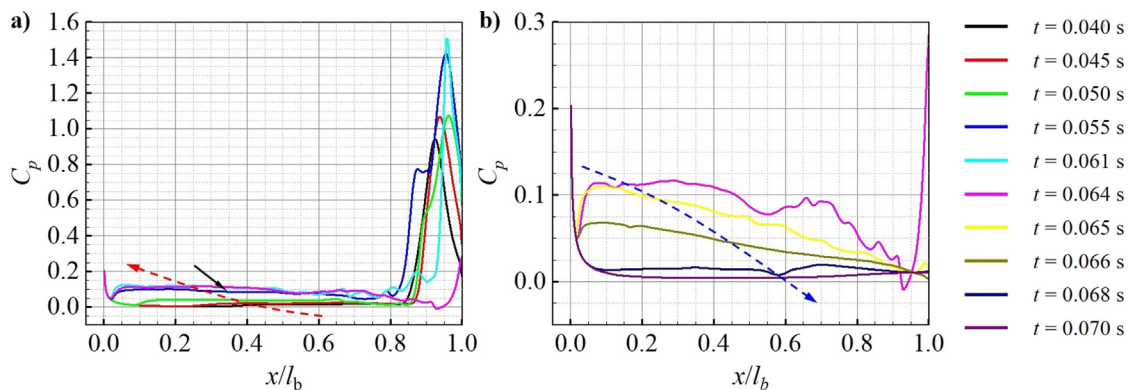 a)
1.6
1.4
1.2
1.0
0.8
0.6
0.4
0.2
0.0
C_p
0.0 0.2 0.4 0.6 0.8 1.0
x/l_b
b)
0.3
0.2
0.1
0.0
C_p
0.0 0.2 0.4 0.6 0.8 1.0
x/l_b
t = 0.040 s
t = 0.045 s
t = 0.050 s
t = 0.055 s
t = 0.061 s
t = 0.064 s
t = 0.065 s
t = 0.066 s
t = 0.068 s
t = 0.070 s